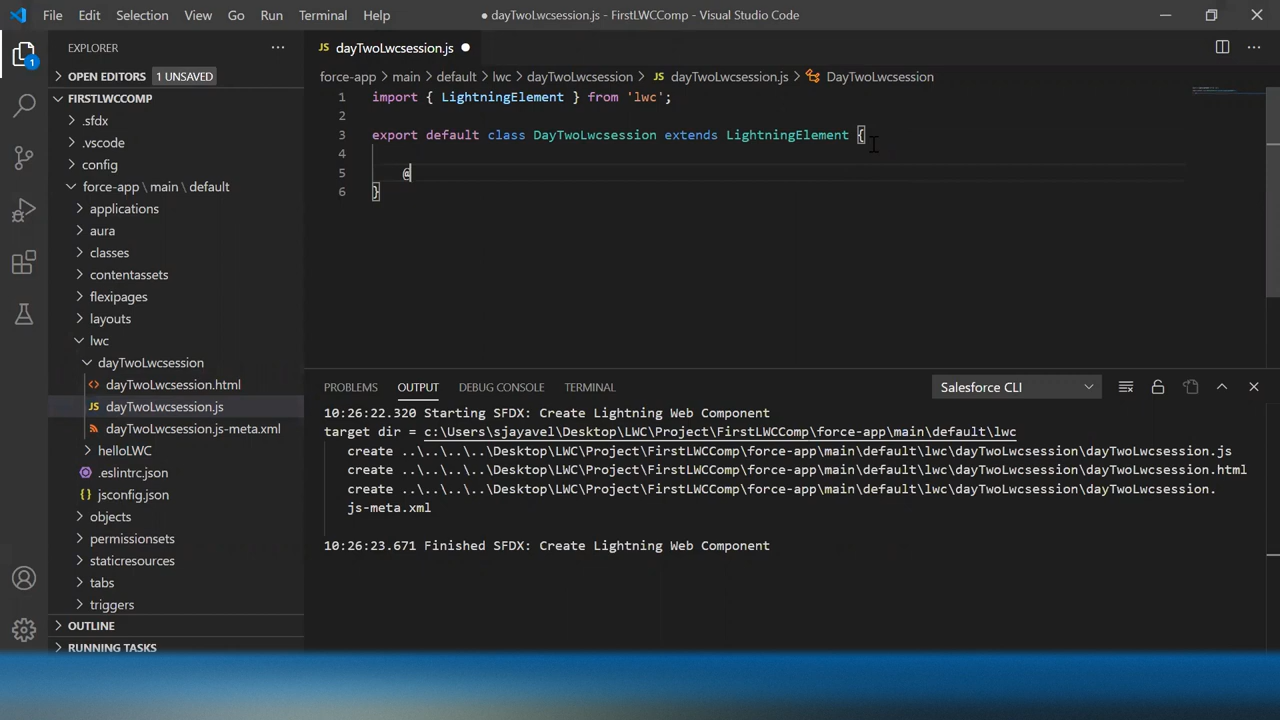 File Edit Selection View Go Run Terminal Help
● dayTwoLwcsession.js - FirstLWCComp - Visual Studio Code
1
EXPLORER
OPEN EDITORS 1 UNSAVED
FIRSTLWCCOMP
.sfdx
.vscode
config
force-app \ main \ default
applications
aura
classes
contentassets
flexipages
layouts
lwc
dayTwoLwcsession
dayTwoLwcsession.html
JS dayTwoLwcsession.js
dayTwoLwcsession.js-meta.xml
helloLWC
.eslintrc.json
{} jsconfig.json
objects
permissionsets
staticresources
tabs
triggers
OUTLINE
RUNNING TASKS
JS dayTwoLwcsession.js ●
force-app > main > default > lwc > dayTwoLwcsession > JS dayTwoLwcsession.js > DayTwoLwcsession
1 import { LightningElement } from 'lwc';
2
3 export default class DayTwoLwcsession extends LightningElement {
4
5 @
6 }
PROBLEMS OUTPUT DEBUG CONSOLE TERMINAL Salesforce CLI
10:26:22.320 Starting SFDX: Create Lightning Web Component
target dir = c:\Users\sjayavel\Desktop\LWC\Project\FirstLWCComp\force-app\main\default\lwc
create ..\..\..\..\Desktop\LWC\Project\FirstLWCComp\force-app\main\default\lwc\dayTwoLwcsession\dayTwoLwcsession.js
create ..\..\..\..\Desktop\LWC\Project\FirstLWCComp\force-app\main\default\lwc\dayTwoLwcsession\dayTwoLwcsession.html
create ..\..\..\..\Desktop\LWC\Project\FirstLWCComp\force-app\main\default\lwc\dayTwoLwcsession\dayTwoLwcsession.
js-meta.xml
10:26:23.671 Finished SFDX: Create Lightning Web Component